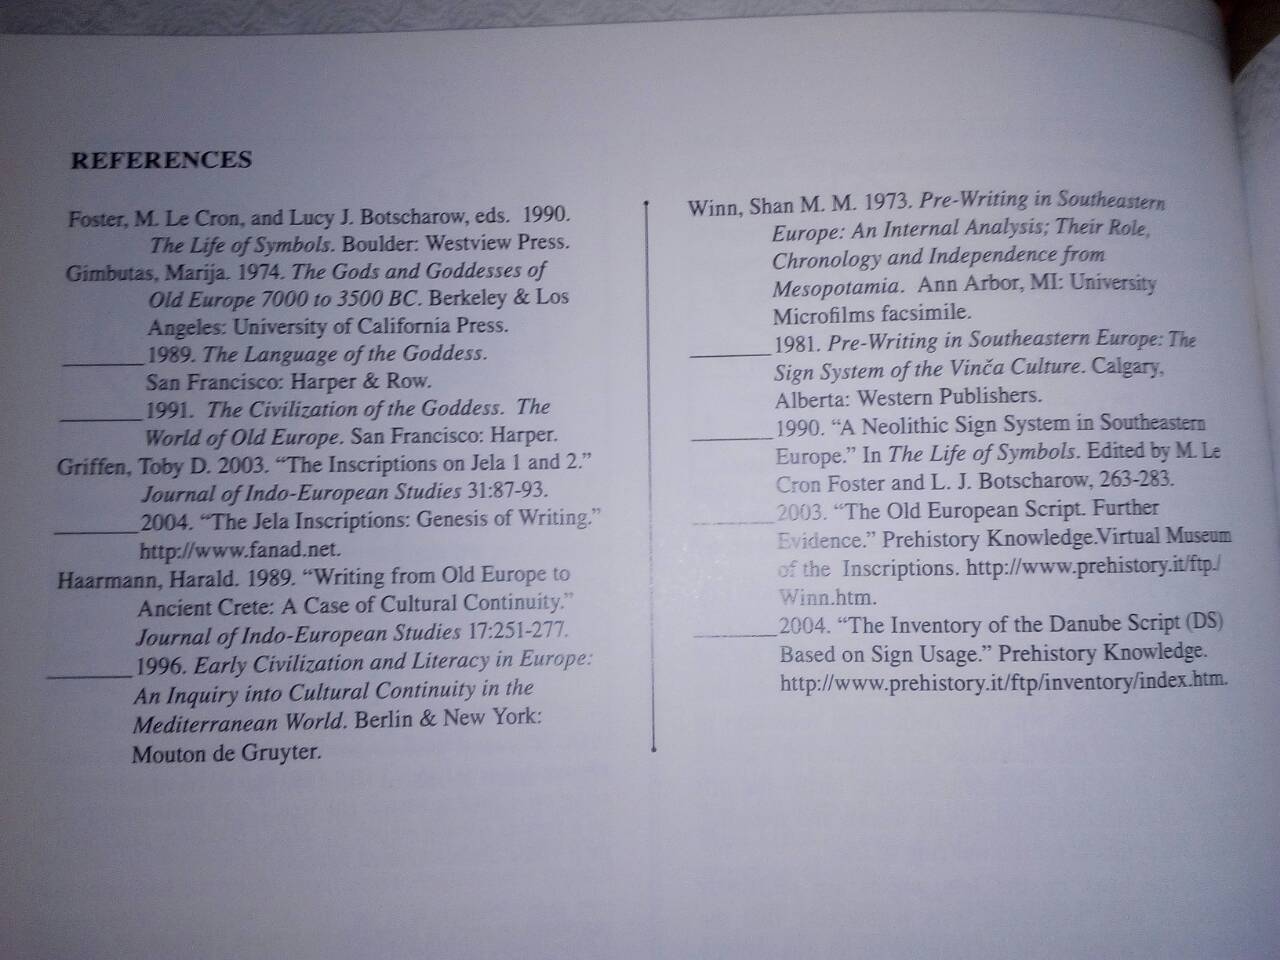 REFERENCES
Foster, M. Le Cron, and Lucy J. Botscharow, eds. 1990.
The Life of Symbols. Boulder: Westview Press.
Gimbutas, Marija. 1974. The Gods and Goddesses of
Old Europe 7000 to 3500 BC. Berkeley & Los
Angeles: University of California Press.
________1989. The Language of the Goddess.
San Francisco: Harper & Row.
________1991. The Civilization of the Goddess. The
World of Old Europe. San Francisco: Harper.
Griffen, Toby D. 2003. “The Inscriptions on Jela 1 and 2.”
Journal of Indo-European Studies 31:87-93.
________2004. “The Jela Inscriptions: Genesis of Writing.”
http://www.fanad.net.
Haarmann, Harald. 1989. “Writing from Old Europe to
Ancient Crete: A Case of Cultural Continuity.”
Journal of Indo-European Studies 17:251-277.
________1996. Early Civilization and Literacy in Europe:
An Inquiry into Cultural Continuity in the
Mediterranean World. Berlin & New York:
Mouton de Gruyter.
Winn, Shan M. M. 1973. Pre-Writing in Southeastern
Europe: An Internal Analysis; Their Role,
Chronology and Independence from
Mesopotamia. Ann Arbor, MI: University
Microfilms facsimile.
________1981. Pre-Writing in Southeastern Europe: The
Sign System of the Vinča Culture. Calgary,
Alberta: Western Publishers.
________1990. “A Neolithic Sign System in Southeastern
Europe.” In The Life of Symbols. Edited by M. Le
Cron Foster and L. J. Botscharow, 263-283.
________2003. “The Old European Script. Further
Evidence.” Prehistory Knowledge.Virtual Museum
of the Inscriptions. http://www.prehistory.it/ftp./
Winn.htm.
________2004. “The Inventory of the Danube Script (DS)
Based on Sign Usage.” Prehistory Knowledge.
http://www.prehistory.it/ftp/inventory/index.htm.